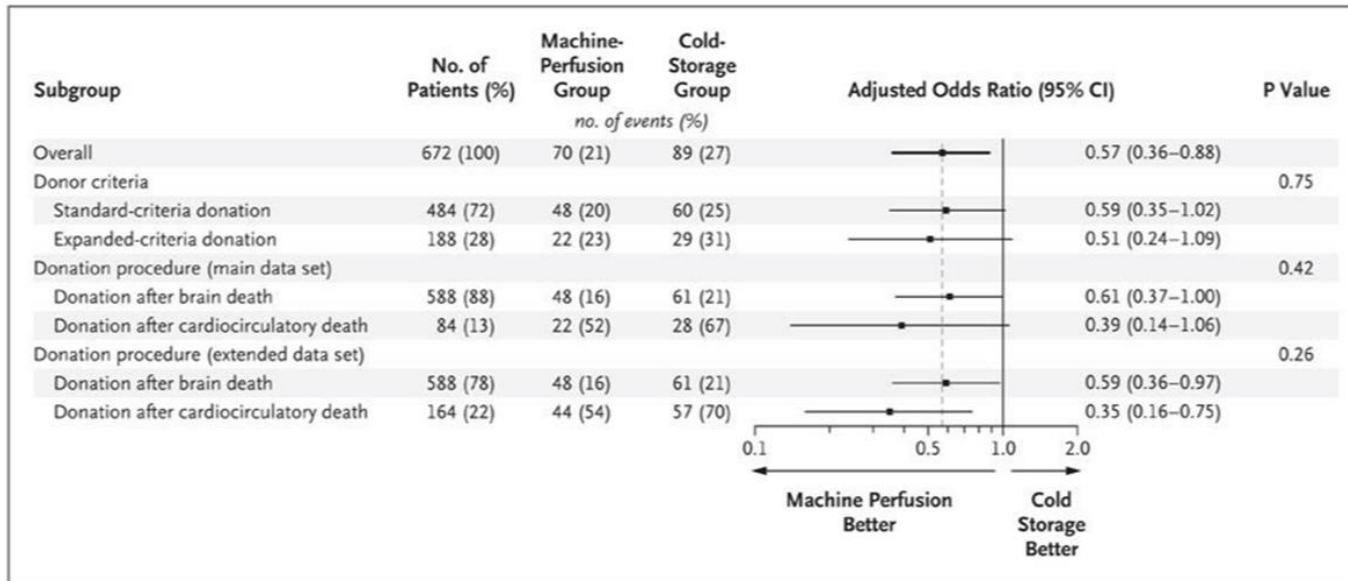 Subgroup No. of Patients (%) Machine-Perfusion Group Cold-Storage Group Adjusted Odds Ratio (95% CI) P Value
no. of events (%)
Overall 672 (100) 70 (21) 89 (27) 0.57 (0.36–0.88)
Donor criteria 0.75
Standard-criteria donation 484 (72) 48 (20) 60 (25) 0.59 (0.35–1.02)
Expanded-criteria donation 188 (28) 22 (23) 29 (31) 0.51 (0.24–1.09)
Donation procedure (main data set) 0.42
Donation after brain death 588 (88) 48 (16) 61 (21) 0.61 (0.37–1.00)
Donation after cardiocirculatory death 84 (13) 22 (52) 28 (67) 0.39 (0.14–1.06)
Donation procedure (extended data set) 0.26
Donation after brain death 588 (78) 48 (16) 61 (21) 0.59 (0.36–0.97)
Donation after cardiocirculatory death 164 (22) 44 (54) 57 (70) 0.35 (0.16–0.75)
0.1 0.5 1.0 2.0
Machine Perfusion Cold
Better Storage
Better